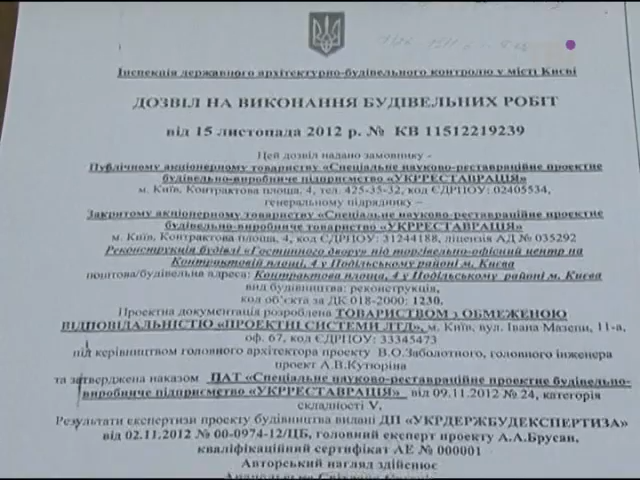 Інспекція державного архітектурно-будівельного контролю у місті Києві
ДОЗВІЛ НА ВИКОНАННЯ БУДІВЕЛЬНИХ РОБІТ
від 15 листопада 2012 р. № КВ 11512219239
Цей дозвіл надано замовнику -
Публічному акціонерному товариству «Спеціальне науково-реставраційне проектне
будівельно-виробниче підприємство «УКРРЕСТАВРАЦІЯ»
м. Київ, Контрактова площа, 4, тел. 425-35-32, код ЄДРПОУ: 02405534,
генеральному підряднику –
Закритому акціонерному товариству «Спеціальне науково-реставраційне проектне
будівельно-виробниче товариство «УКРРЕСТАВРАЦІЯ»
м. Київ, Контрактова площа, 4, код ЄДРПОУ: 31244188, ліцензія АД № 035292
Реконструкція будівлі «Гостинного двору» під торгівельно-офісний центр на
Контрактовій площі, 4 у Подільському районі м. Києва
поштова/будівельна адреса: Контрактова площа, 4 у Подільському районі м. Києва
вид будівництва: реконструкція,
код об'єкта за ДК 018-2000: 1230.
Проектна документація розроблена ТОВАРИСТВОМ з ОБМЕЖЕНОЮ
ВІДПОВІДАЛЬНІСТЮ «ПРОЕКТНІ СИСТЕМИ ЛТД», м. Київ, вул. Івана Мазепи, 11-а,
оф. 67, код ЄДРПОУ: 33345473
під керівництвом головного архітектора проекту В.О.Заболотного, головного інженера
проект А.В.Кутюріна
та затверджена наказом ПАТ «Спеціальне науково-реставраційне проектне будівельно-
виробниче підприємство «УКРРЕСТАВРАЦІЯ» від 09.11.2012 № 24, категорія
складності V.
Результати експертизи проекту будівництва видані ДП «УКРДЕРЖБУДЕКСПЕРТИЗА»
від 02.11.2012 № 00-0974-12/ЦБ, головний експерт проекту А.А.Брусан,
кваліфікаційний сертифікат АЕ № 000001
Авторський нагляд здійснює